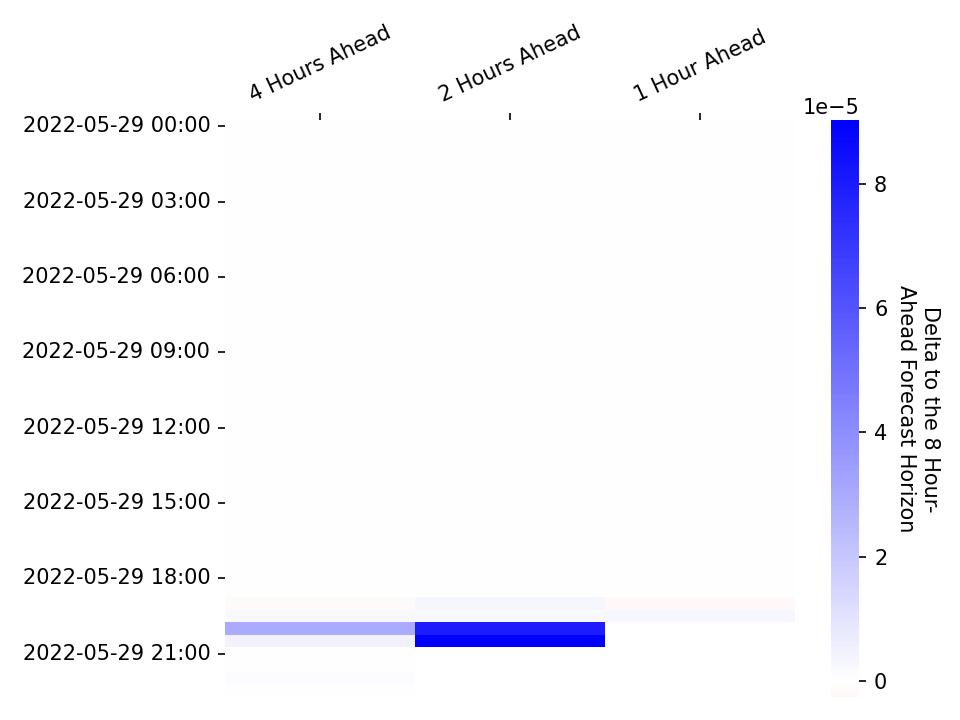 4 Hours Ahead
2 Hours Ahead
1 Hour Ahead
1e−5
2022-05-29 00:00
2022-05-29 03:00
2022-05-29 06:00
2022-05-29 09:00
2022-05-29 12:00
2022-05-29 15:00
2022-05-29 18:00
2022-05-29 21:00
8
6
4
2
0
Delta to the 8 Hour-
Ahead Forecast Horizon